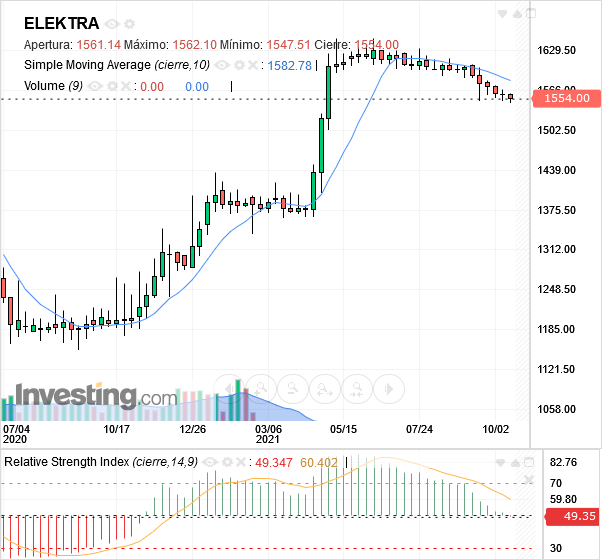 ELEKTRA
Apertura: 1561.14 Máximo: 1562.10 Mínimo: 1547.51 Cierre: 1554.00
Simple Moving Average (cierre,10) : 1582.78
Volume (9) : 0.00 0.00
1629.50
1566.00
1554.00
1502.50
1439.00
1375.50
1312.00
1248.50
1185.00
1121.50
1058.00
Investing.com
07/04 10/17 12/26 03/06 05/15 07/24 10/02
2020 2021
Relative Strength Index (cierre,14,9) : 49.347 60.402
82.76
70
59.80
49.35
30